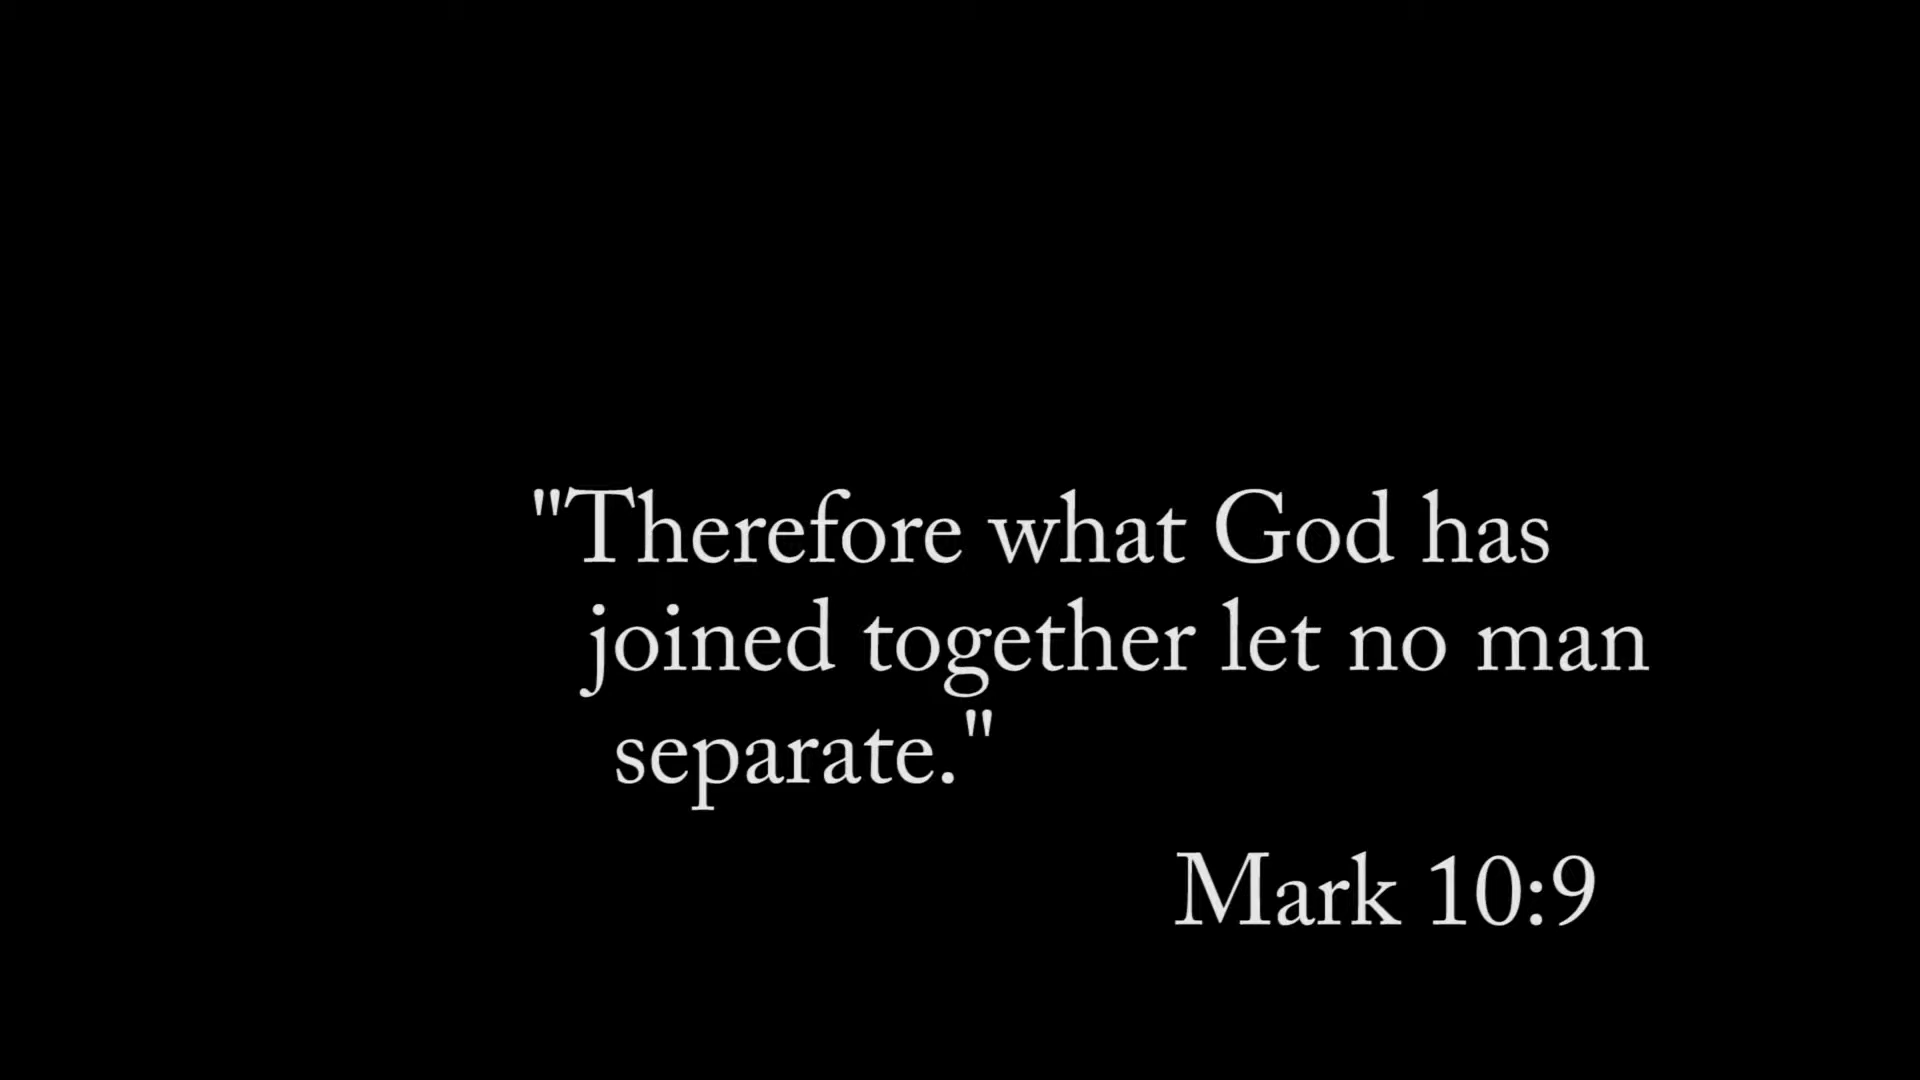 "Therefore what God has
joined together let no man
separate."
Mark 10:9